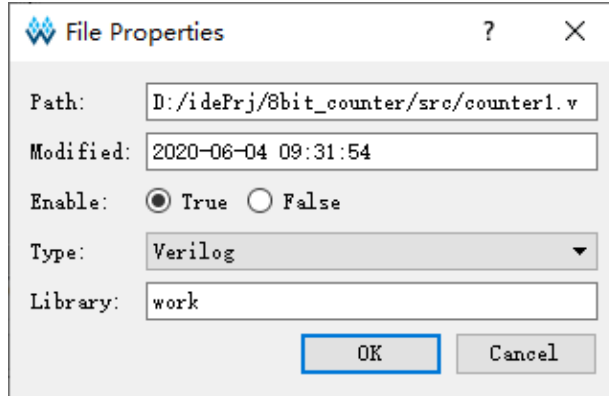 File Properties ?
Path: D:/idePrj/8bit_counter/src/counter1.v
Modified: 2020-06-04 09:31:54
Enable: True False
Type: Verilog
Library: work
OK Cancel